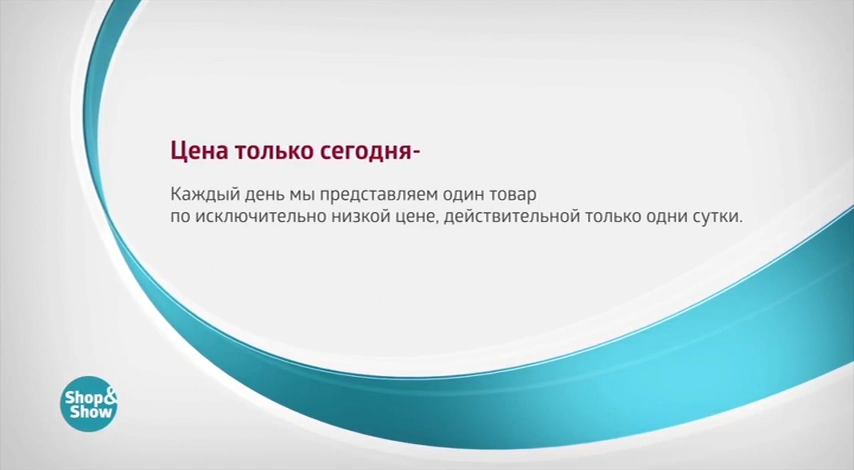 Цена только сегодня-
Каждый день мы представляем один товар
по исключительно низкой цене, действительной только одни сутки.
Shop&
Show